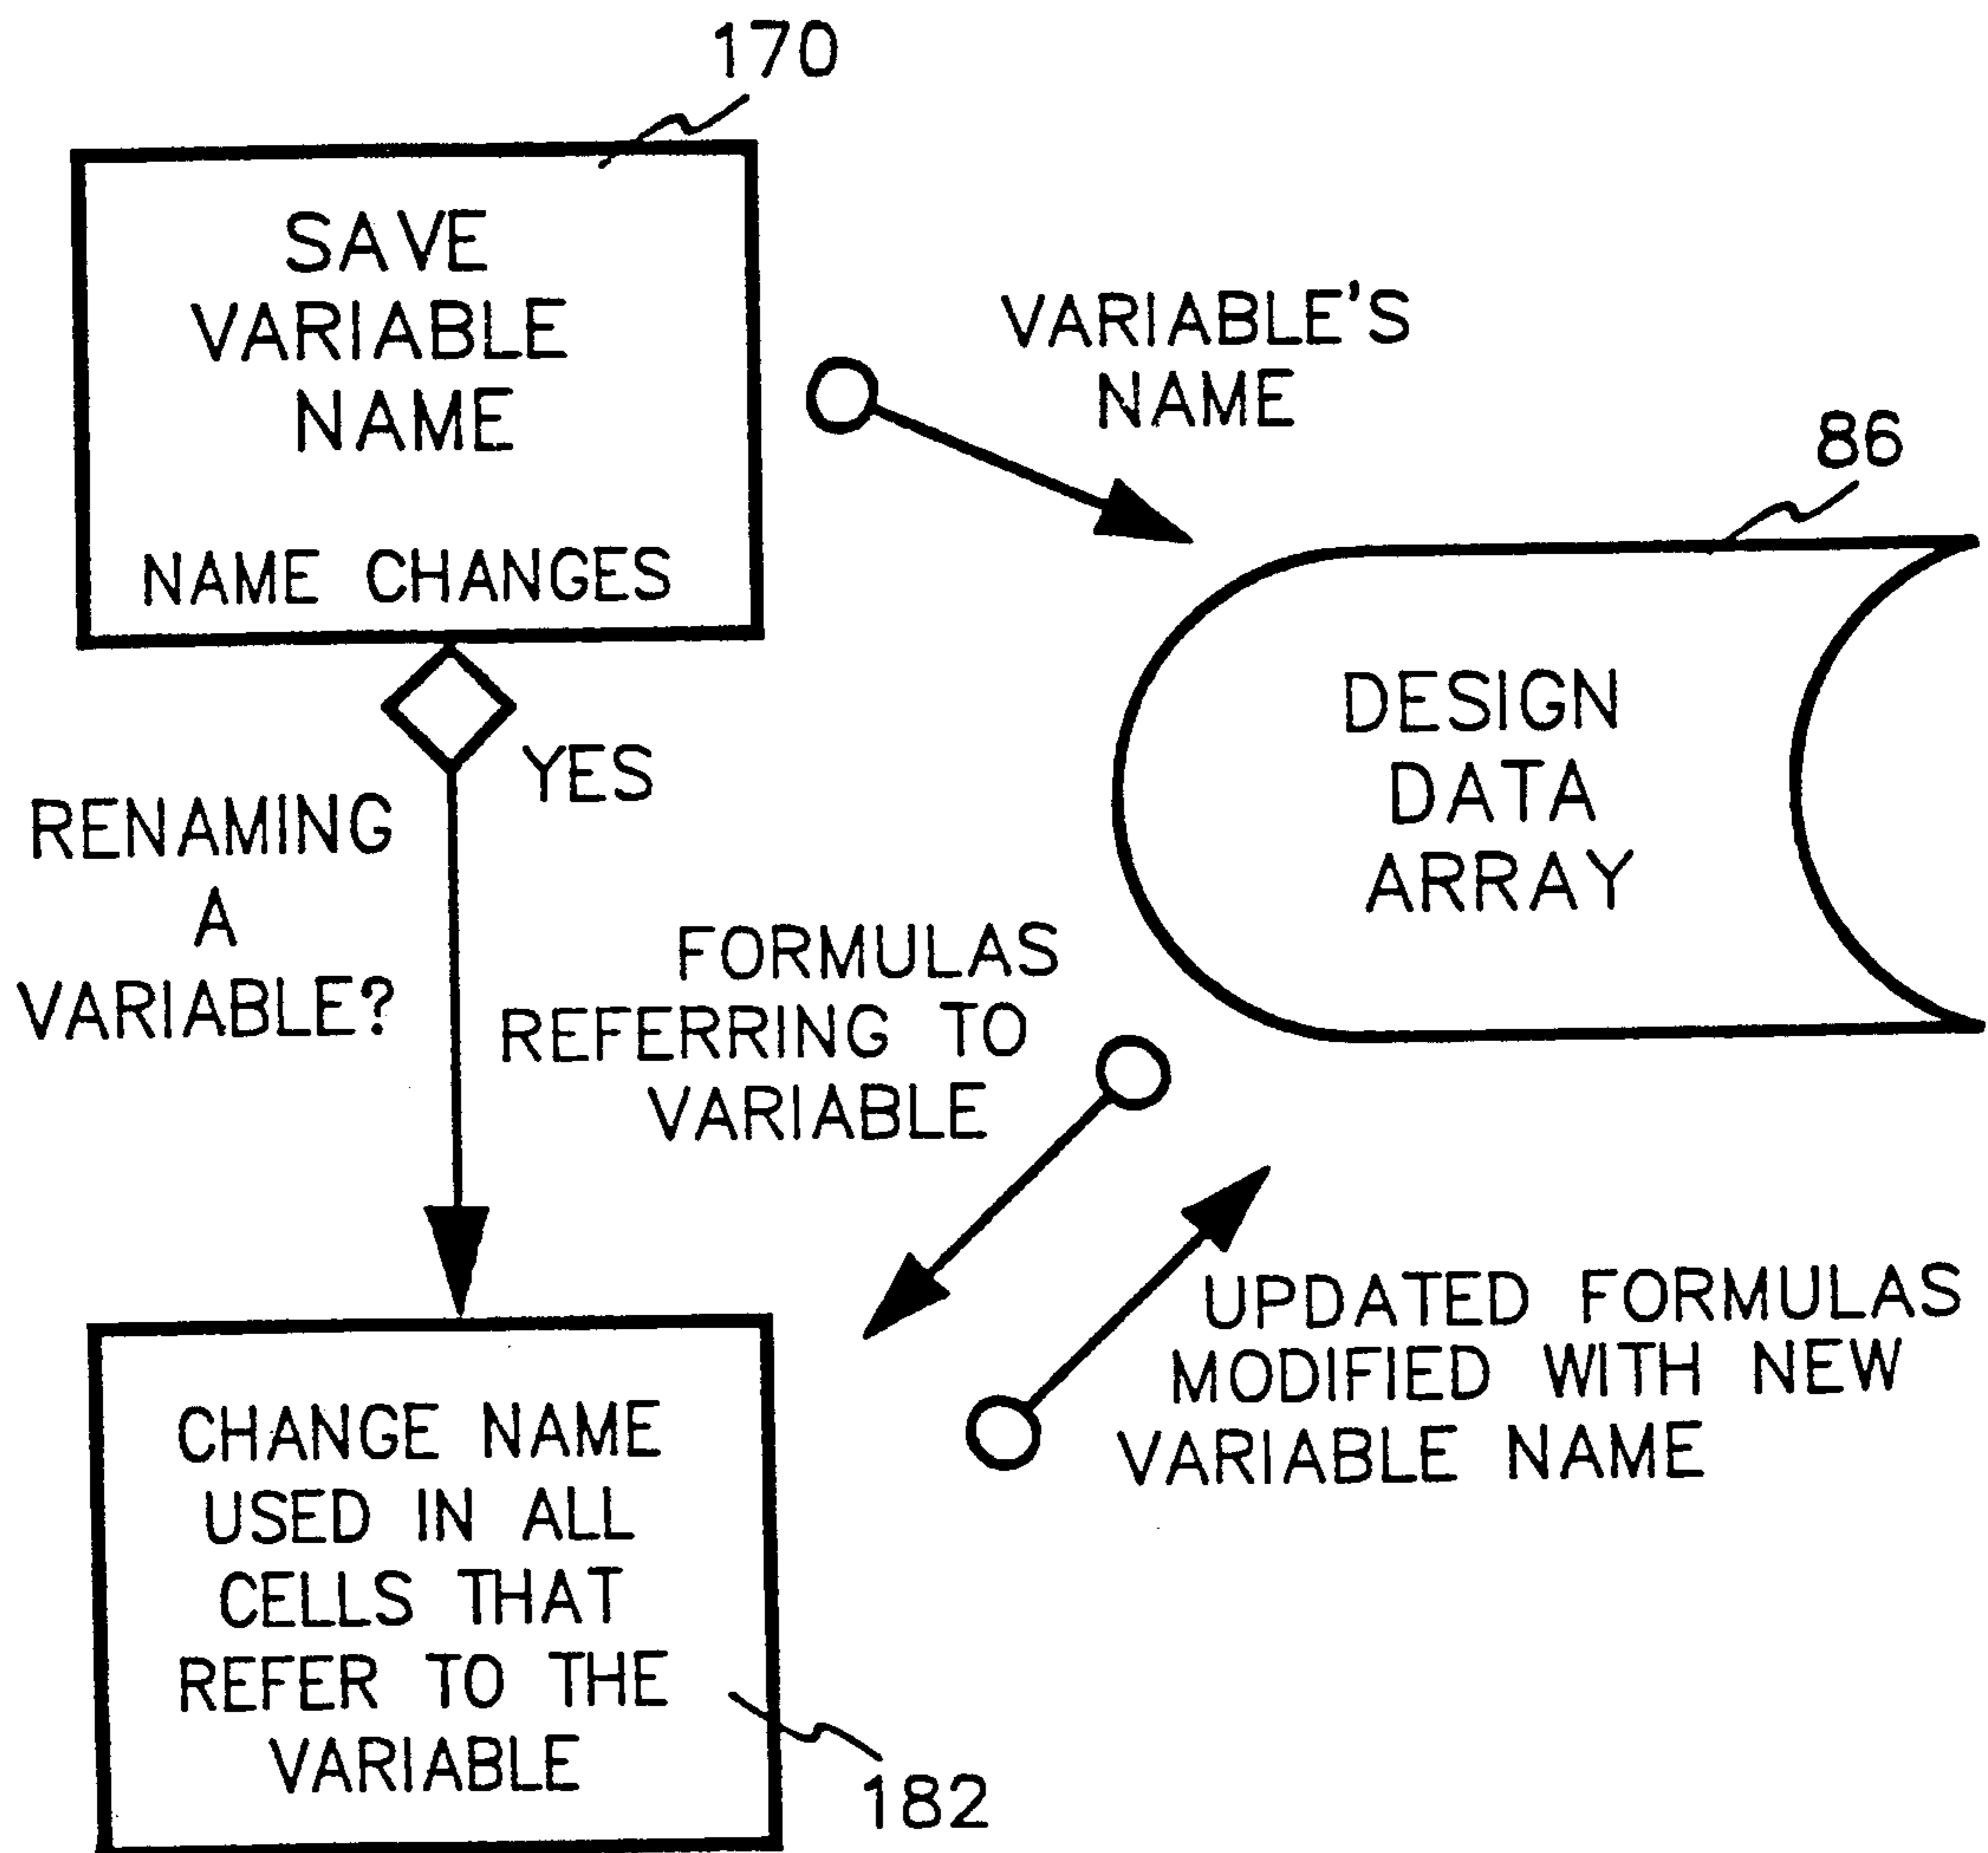 170
SAVE
VARIABLE
NAME
NAME CHANGES
VARIABLE'S
NAME
86
DESIGN
DATA
ARRAY
YES
RENAMING
A
VARIABLE?
FORMULAS
REFERRING TO
VARIABLE
UPDATED FORMULAS
MODIFIED WITH NEW
VARIABLE NAME
CHANGE NAME
USED IN ALL
CELLS THAT
REFER TO THE
VARIABLE
182